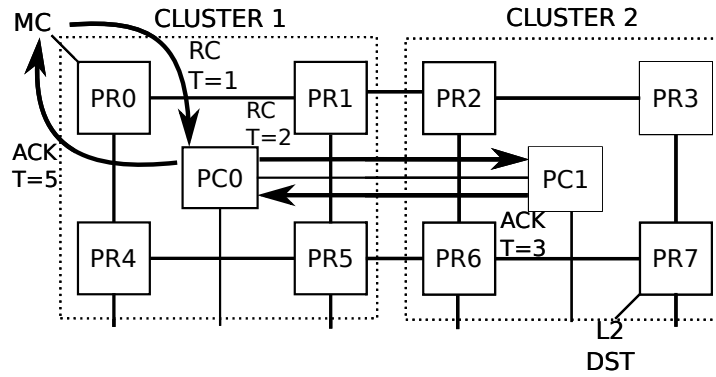 MC
CLUSTER 1
CLUSTER 2
RC
T=1
PR0
PR1
PR2
PR3
RC
T=2
ACK
T=5
PC0
PC1
ACK
T=3
PR4
PR5
PR6
PR7
L2
DST